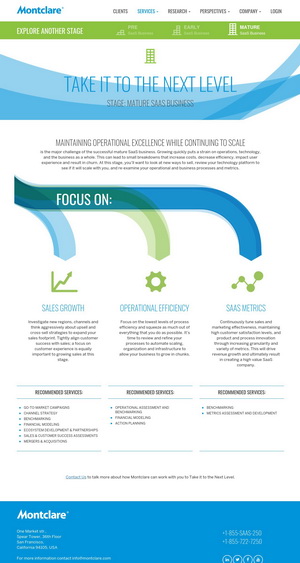 Montclare
CLIENTS SERVICES RESEARCH PERSPECTIVES COMPANY LOGIN
EXPLORE ANOTHER STAGE
PRE
SaaS Business
EARLY
SaaS Business
MATURE
SaaS Business
TAKE IT TO THE NEXT LEVEL
STAGE: MATURE SAAS BUSINESS
MAINTAINING OPERATIONAL EXCELLENCE WHILE CONTINUING TO SCALE
is the major challenge of the successful mature SaaS business. Growing quickly puts a strain on operations, technology,
and the business as a whole. This can lead to small breakdowns that increase costs, decrease efficiency, impact user
experience and result in churn. At this stage, you'll want to look at new ways to sell, review your technology platform to
see if it will scale with you, and re-examine your operational and business processes and metrics.
FOCUS ON:
SALES GROWTH
Investigate new regions, channels and
think aggressively about upsell and
cross-sell strategies to expand your
sales footprint. Tightly align customer
success with sales; a focus on
customer experience is equally
important to growing sales at this
stage.
OPERATIONAL EFFICIENCY
Focus on the lowest levels of process
efficiency and squeeze as much out of
everything that you do as possible. It's
time to review and refine your
processes to automate scaling,
organization and infrastructure to
allow your business to grow in chunks.
SAAS METRICS
Continuously tune sales and
marketing effectiveness, maintaining
high customer satisfaction levels, and
product and process innovation
through increasing granularity and
variety of metrics. This will drive
revenue growth and ultimately result
in creating a high value SaaS
company.
RECOMMENDED SERVICES:
GO TO MARKET CAMPAIGNS
CHANNEL STRATEGY
BENCHMARKING
FINANCIAL MODELING
ECOSYSTEM DEVELOPMENT & PARTNERSHIPS
SALES & CUSTOMER SUCCESS ASSESSMENTS
MERGERS & ACQUISITIONS
RECOMMENDED SERVICES:
OPERATIONAL ASSESSMENT AND
BENCHMARKING
FINANCIAL MODELING
ACTION PLANNING
RECOMMENDED SERVICES:
BENCHMARKING
METRICS ASSESSMENT AND DEVELOPMENT
Contact Us to talk more about how Montclare can work with you to Take it to the Next Level.
Montclare
One Market str.
Spear Tower, 36th Floor
San Francisco,
California 94105, USA
For more information contact info@montclare.com
+1-855-SAAS-250
+1-855-722-7250